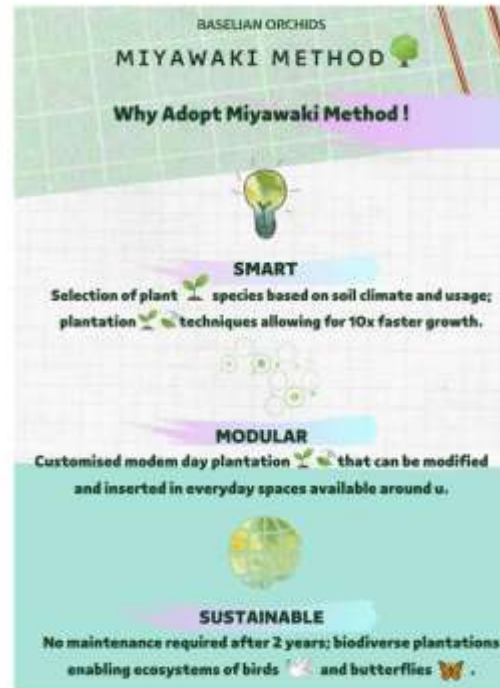 BASELIAN ORCHIDS
MIYAWAKI METHOD
Why Adopt Miyawaki Method !
SMART
Selection of plant 🌱 species based on soil climate and usage;
plantation 🌱🍃 techniques allowing for 10x faster growth.
MODULAR
Customised modem day plantation 🌱🍃 that can be modified
and inserted in everyday spaces available around u.
SUSTAINABLE
No maintenance required after 2 years; biodiverse plantations
enabling ecosystems of birds 🕊 and butterflies 🦋 .